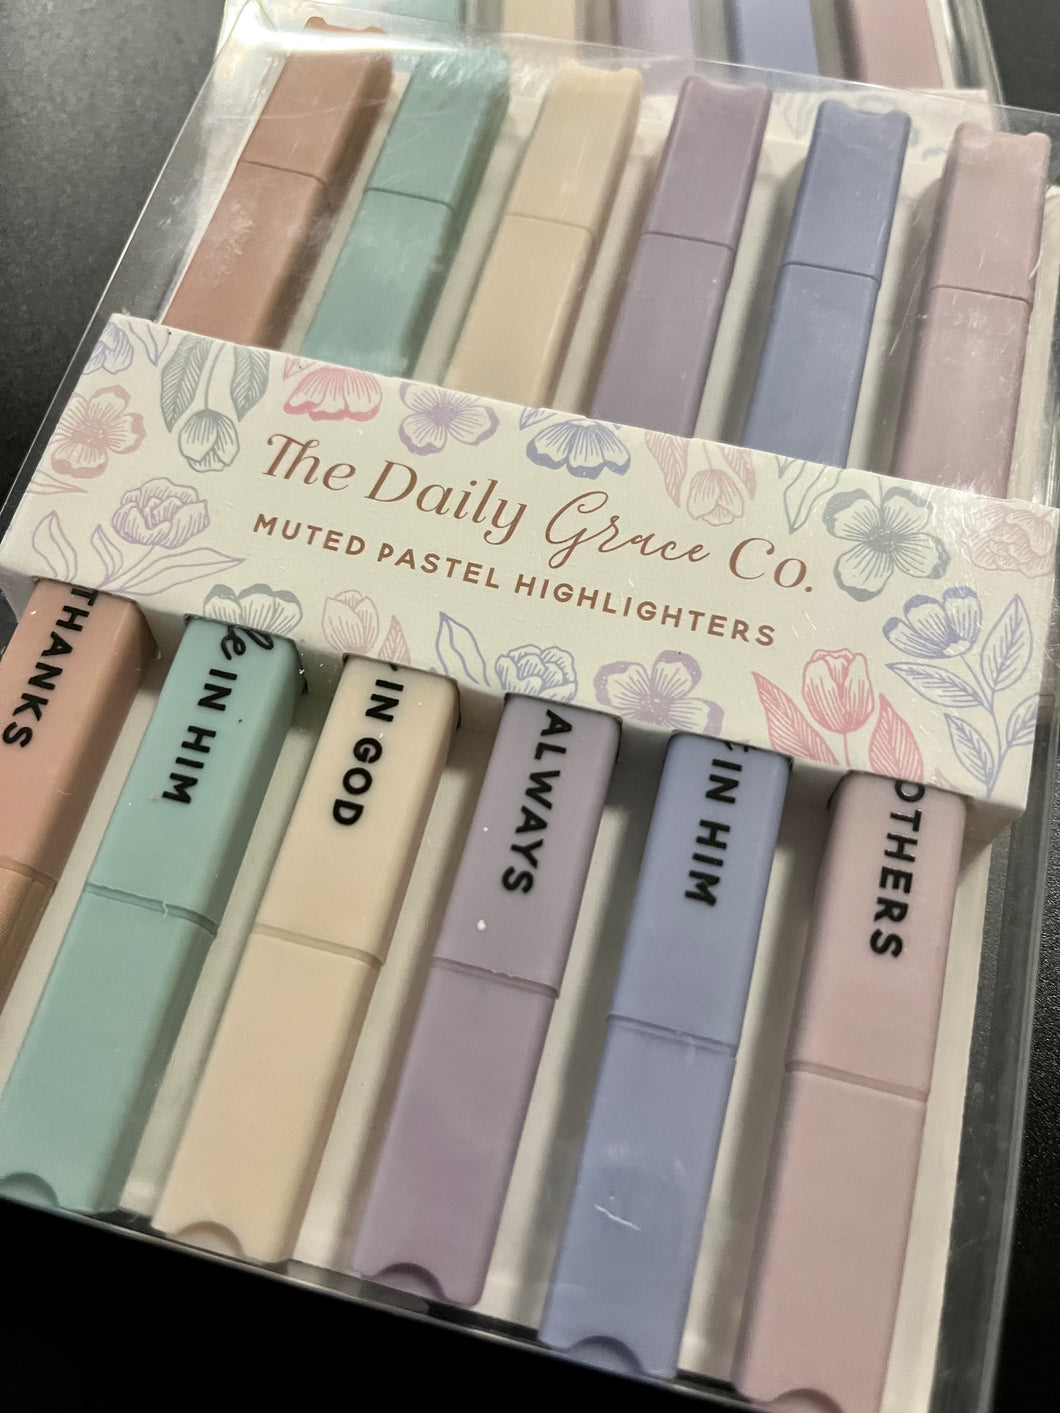 The Daily Grace Co.
MUTED PASTEL HIGHLIGHTERS
THANKS
IN HIM
IN GOD
ALWAYS
IN HIM
OTHERS